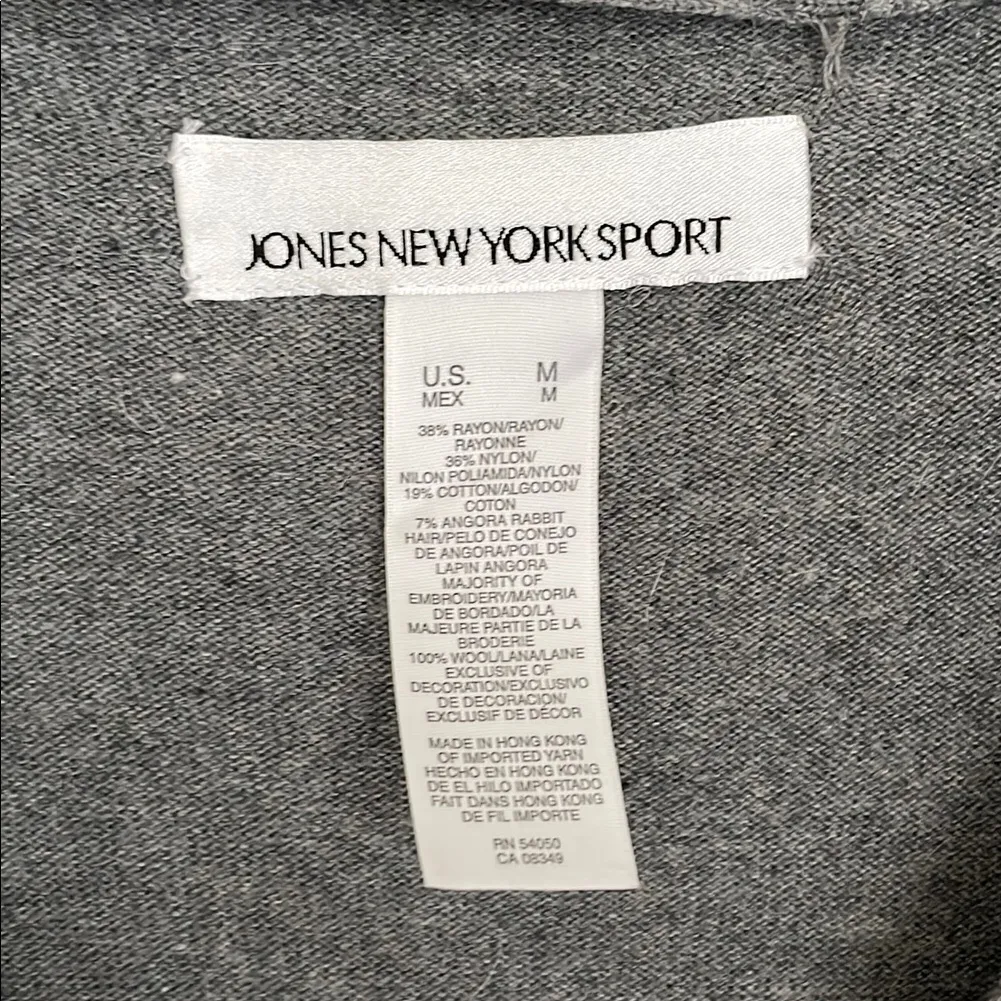 JONES NEW YORK SPORT
U.S. M
MEX M
38% RAYON/RAYON/
RAYONNE
36% NYLON/
NILON POLIAMIDA/NYLON
19% COTTON/ALGODON/
COTON
7% ANGORA RABBIT
HAIR/PELO DE CONEJO
DE ANGORA/POIL DE
LAPIN ANGORA
MAJORITY OF
EMBROIDERY/MAYORIA
DE BORDADO/LA
MAJEURE PARTIE DE LA
BRODERIE
100% WOOL/LANA/LAINE
EXCLUSIVE OF
DECORATION/EXCLUSIVO
DE DECORACION/
EXCLUSIF DE DÉCOR
MADE IN HONG KONG
OF IMPORTED YARN
HECHO EN HONG KONG
DE EL HILO IMPORTADO
FAIT DANS HONG KONG
DE FIL IMPORTE
RN 54050
CA 08349